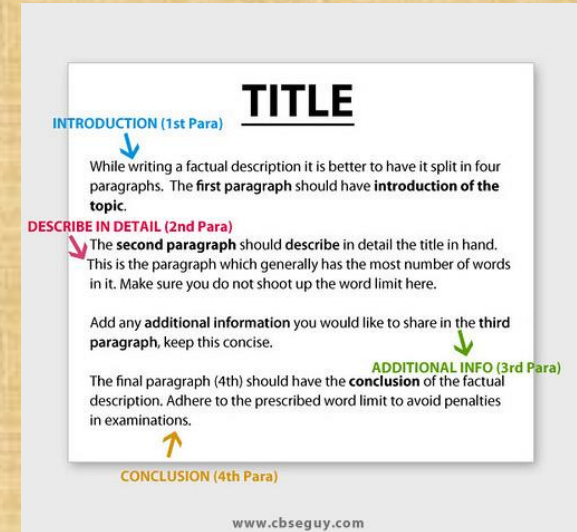 TITLE
INTRODUCTION (1st Para)
While writing a factual description it is better to have it split in four
paragraphs. The first paragraph should have introduction of the
topic.
DESCRIBE IN DETAIL (2nd Para)
The second paragraph should describe in detail the title in hand.
This is the paragraph which generally has the most number of words
in it. Make sure you do not shoot up the word limit here.
Add any additional information you would like to share in the third
paragraph, keep this concise.
ADDITIONAL INFO (3rd Para)
The final paragraph (4th) should have the conclusion of the factual
description. Adhere to the prescribed word limit to avoid penalties
in examinations.
CONCLUSION (4th Para)
www.cbseguy.com